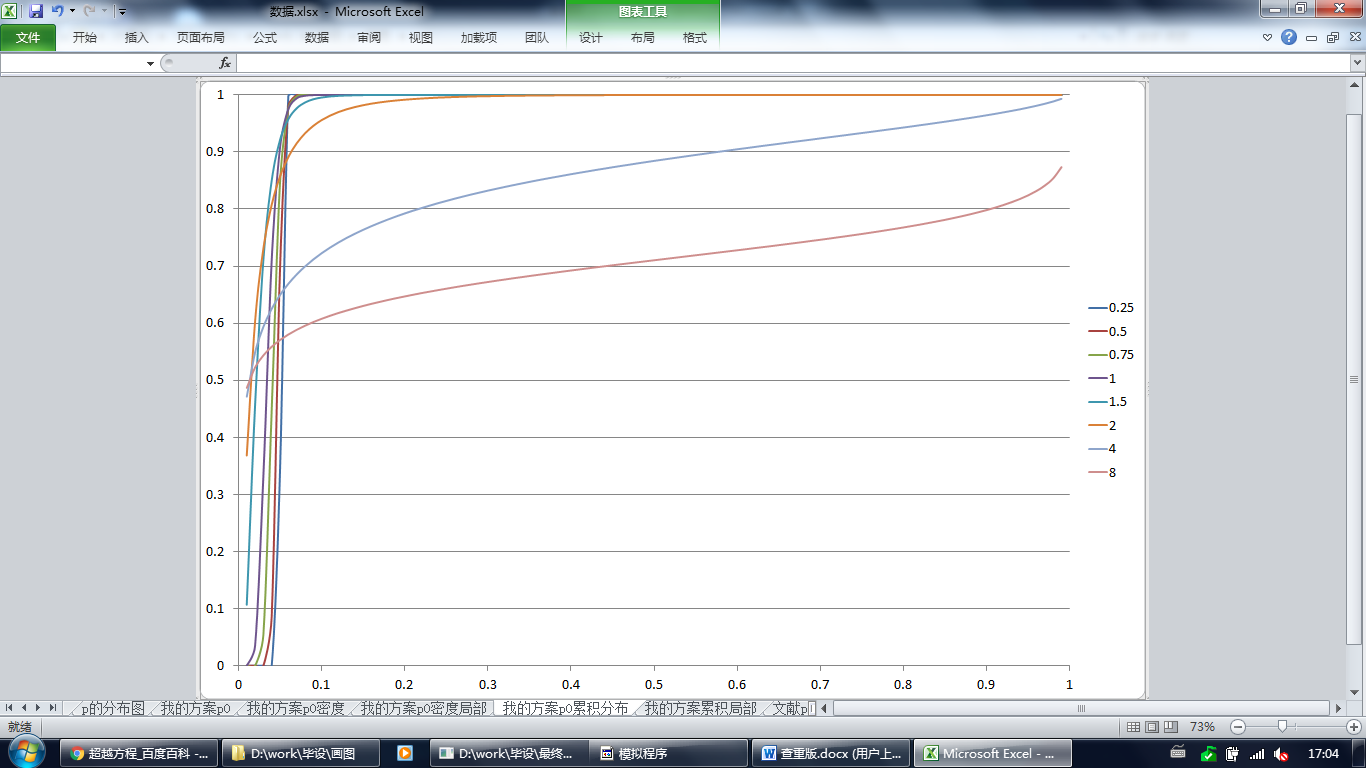 数据.xlsx - Microsoft Excel
图表工具
文件 开始 插入 页面布局 公式 数据 审阅 视图 加载项 团队 设计 布局 格式
fx
1
0.9
0.8
0.7
0.6
0.5
0.4
0.3
0.2
0.1
0
0 0.1 0.2 0.3 0.4 0.5 0.6 0.7 0.8 0.9 1
0.25
0.5
0.75
1
1.5
2
4
8
p的分布图 我的方案p0 我的方案p0密度 我的方案p0密度局部 我的方案p0累积分布 我的方案累积局部 文献p
就绪 73%
超越方程_百度百科 -... D:\work\毕设\画图 D:\work\毕设\最终... 模拟程序 查重版.docx (用户上... Microsoft Excel - ... 17:04